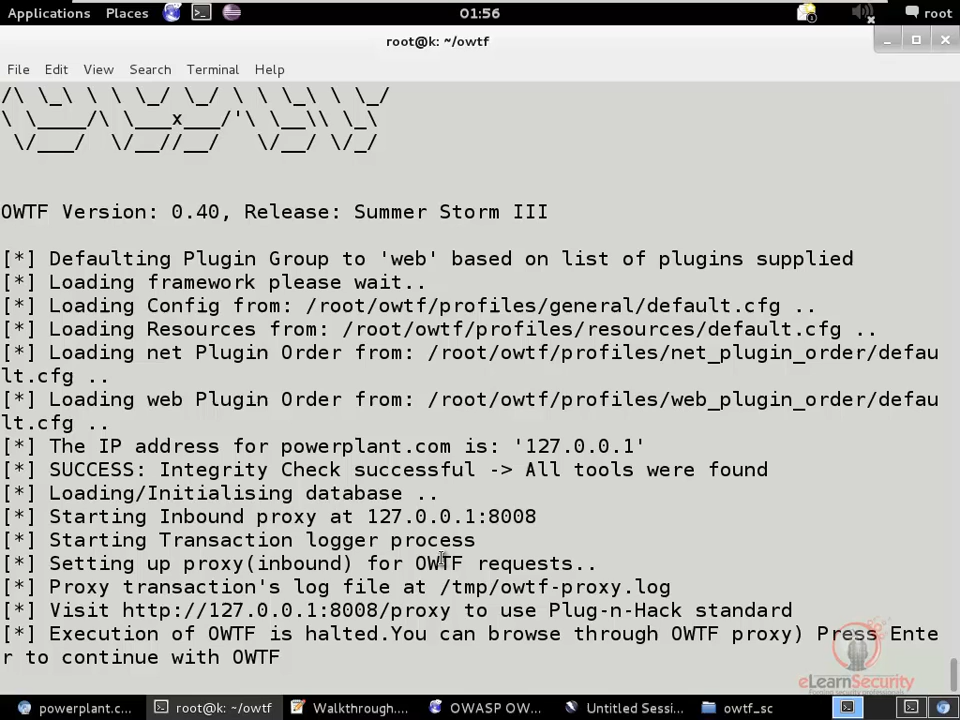 Applications Places 01:56 root
root@k: ~/owtf
File Edit View Search Terminal Help
/\ \_\ \ \ \_/ \_/ \ \ \_\ \ \_/
\ \____/\ \___x___/'\ \__\\ \_\
\/___/ \/__//__/ \/__/ \/_/
OWTF Version: 0.40, Release: Summer Storm III
[*] Defaulting Plugin Group to 'web' based on list of plugins supplied
[*] Loading framework please wait..
[*] Loading Config from: /root/owtf/profiles/general/default.cfg ..
[*] Loading Resources from: /root/owtf/profiles/resources/default.cfg ..
[*] Loading net Plugin Order from: /root/owtf/profiles/net_plugin_order/defau
lt.cfg ..
[*] Loading web Plugin Order from: /root/owtf/profiles/web_plugin_order/defau
lt.cfg ..
[*] The IP address for powerplant.com is: '127.0.0.1'
[*] SUCCESS: Integrity Check successful -> All tools were found
[*] Loading/Initialising database ..
[*] Starting Inbound proxy at 127.0.0.1:8008
[*] Starting Transaction logger process
[*] Setting up proxy(inbound) for OWTF requests..
[*] Proxy transaction's log file at /tmp/owtf-proxy.log
[*] Visit http://127.0.0.1:8008/proxy to use Plug-n-Hack standard
[*] Execution of OWTF is halted.You can browse through OWTF proxy) Press Ente
r to continue with OWTF
eLearnSecurity
powerplant.c... root@k: ~/owtf Walkthrough.... OWASP OW... Untitled Sessi... owtf_sc